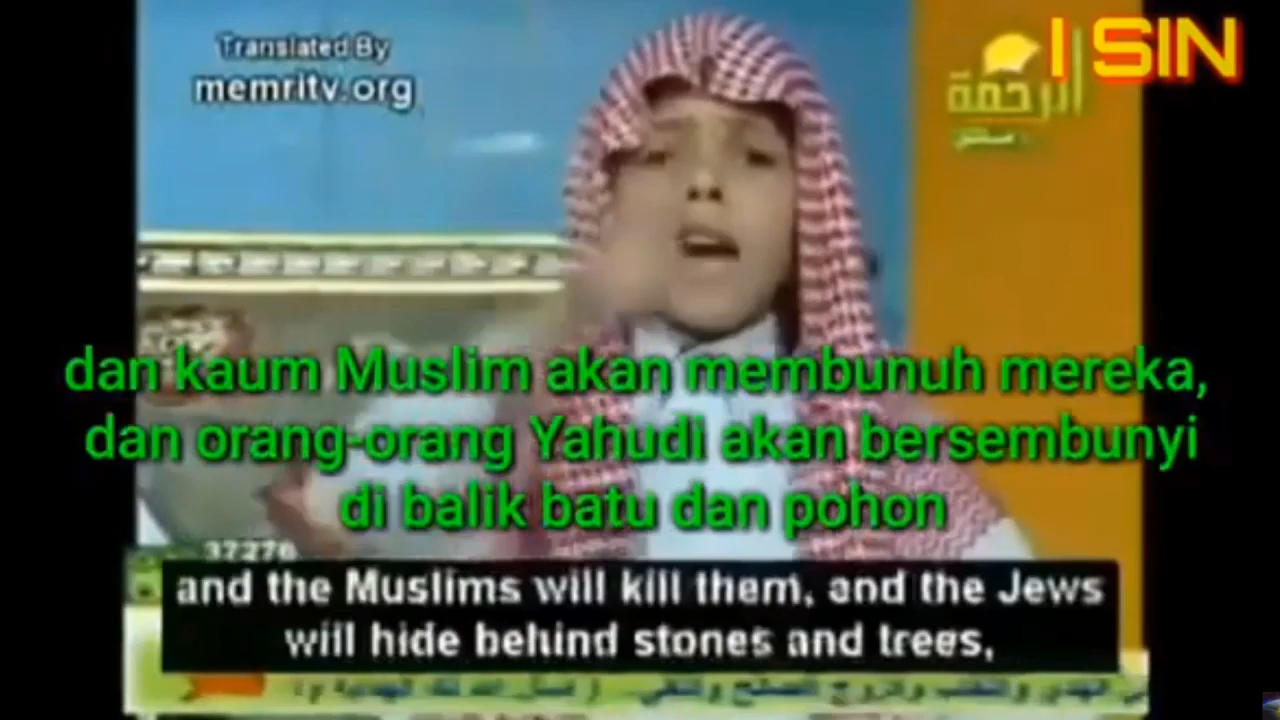 Translated By
memritv.org
I SIN
الرحمة
dan kaum Muslim akan membunuh mereka,
dan orang-orang Yahudi akan bersembunyi
di balik batu dan pohon
37276
and the Muslims will kill them, and the Jews
will hide behind stones and trees,